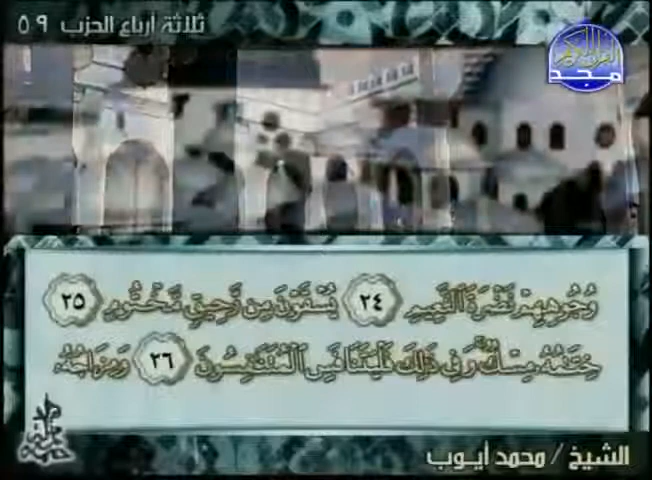 ثلاثة أرباع الحزب ٥٩
القرآن الكريم
مجد
وُجُوهِهِمْ نَضْرَةَ ٱلنَّعِيمِ ٢٤ يُسْقَوْنَ مِن رَّحِيقٍ مَّخْتُومٍ ٢٥
خِتَٰمُهُۥ مِسْكٌ ۚ وَفِى ذَٰلِكَ فَلْيَتَنَافَسِ ٱلْمُتَنَٰفِسُونَ ٢٦ وَمِزَاجُهُۥ
الشيخ / محمد أيوب